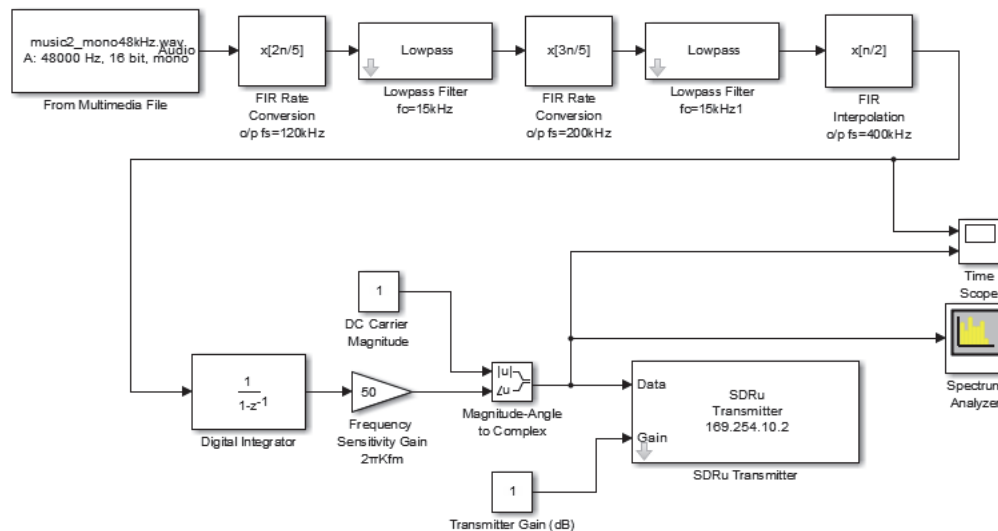 music2_mono48kHz.wav
A: 48000 Hz, 16 bit, mono
Audio
From Multimedia File
x[2n/5]
FIR Rate
Conversion
o/p fs=120kHz
Lowpass
Lowpass Filter
fo=15kHz
x[3n/5]
FIR Rate
Conversion
o/p fs=200kHz
Lowpass
Lowpass Filter
fo=15kHz1
x[n/2]
FIR
Interpolation
o/p fs=400kHz
Time
Scope
1
DC Carrier
Magnitude
Spectrum
Analyzer
1
1-z-1
Digital Integrator
50
Frequency
Sensitivity Gain
2πKfm
|u|
∠u
Magnitude-Angle
to Complex
Data
Gain
SDRu
Transmitter
169.254.10.2
SDRu Transmitter
1
Transmitter Gain (dB)